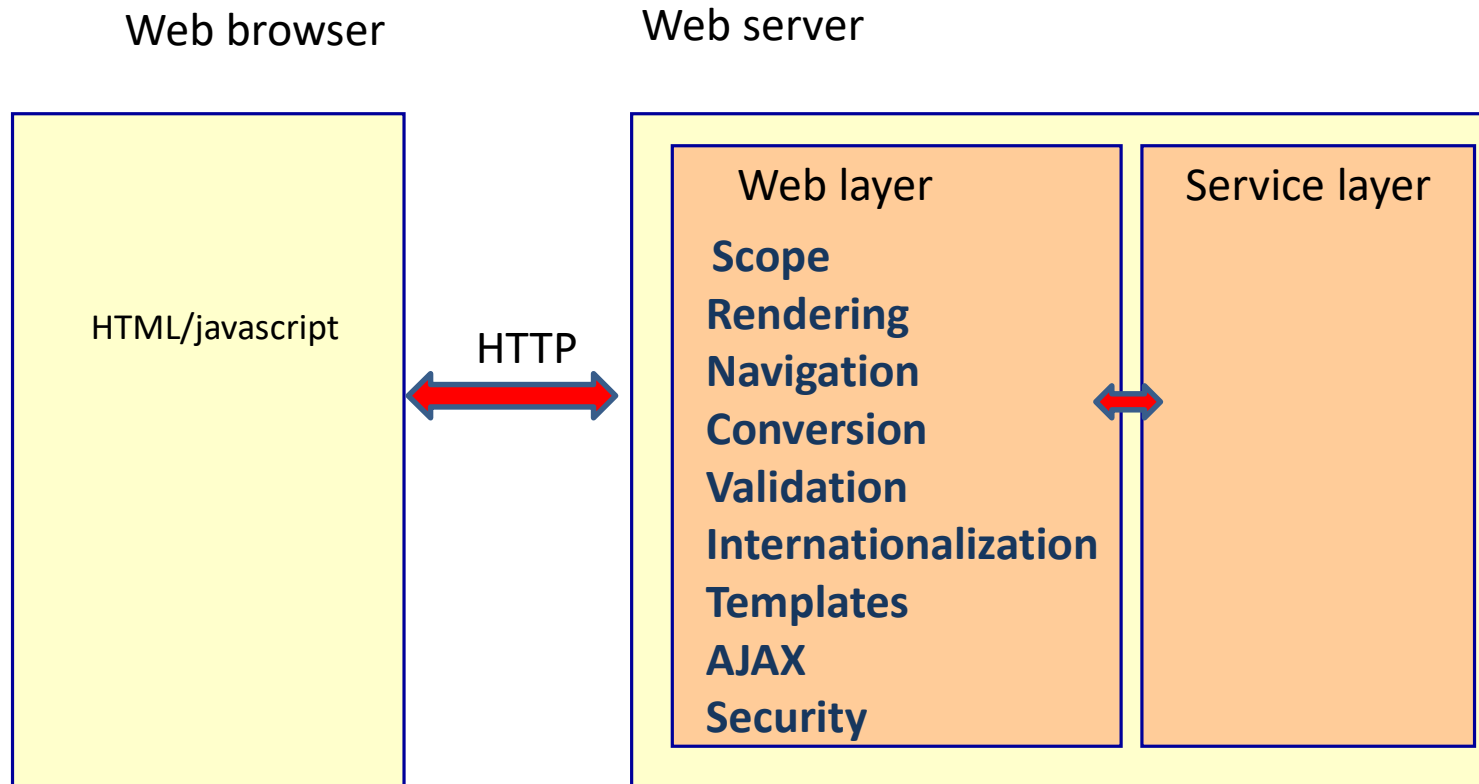 Web browser
Web server
HTML/javascript
HTTP
Web layer
Scope
Rendering
Navigation
Conversion
Validation
Internationalization
Templates
AJAX
Security
Service layer